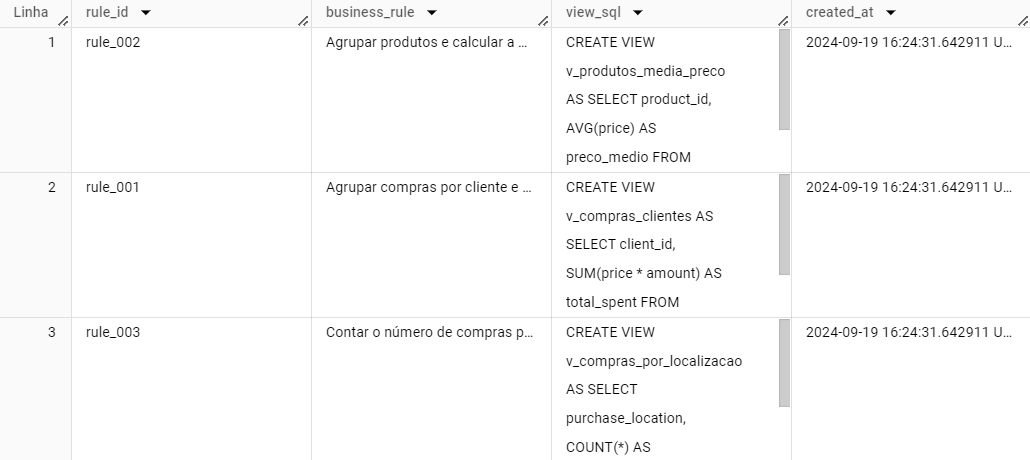 Linha rule_id business_rule view_sql created_at
1 rule_002 Agrupar produtos e calcular a ... CREATE VIEW 2024-09-19 16:24:31.642911 U...
v_produtos_media_preco
AS SELECT product_id,
AVG(price) AS
preco_medio FROM
2 rule_001 Agrupar compras por cliente e ... CREATE VIEW 2024-09-19 16:24:31.642911 U...
v_compras_clientes AS
SELECT client_id,
SUM(price * amount) AS
total_spent FROM
3 rule_003 Contar o número de compras p... CREATE VIEW 2024-09-19 16:24:31.642911 U...
v_compras_por_localizacao
AS SELECT
purchase_location,
COUNT(*) AS